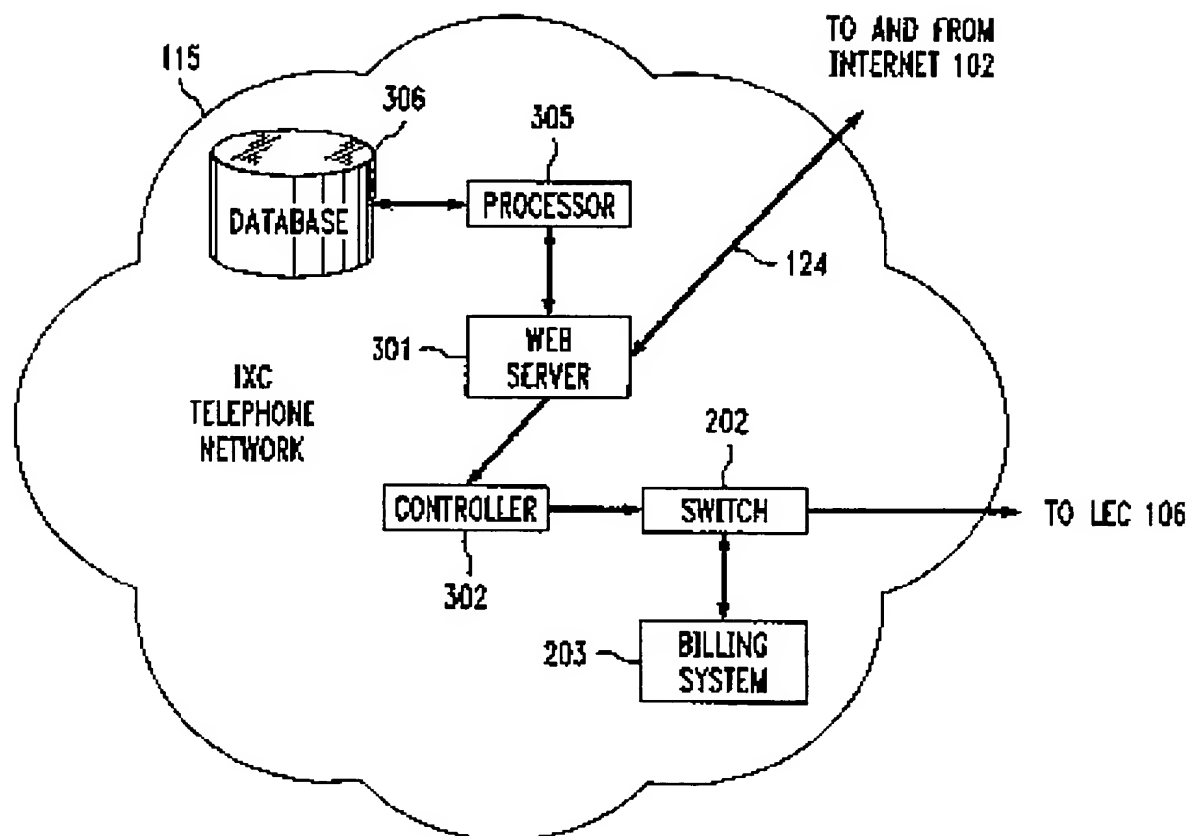 TO AND FROM
INTERNET 102
115
306
305
DATABASE
PROCESSOR
124
301
WEB
SERVER
IXC
TELEPHONE
NETWORK
202
CONTROLLER
SWITCH
TO LEC 106
302
203
BILLING
SYSTEM